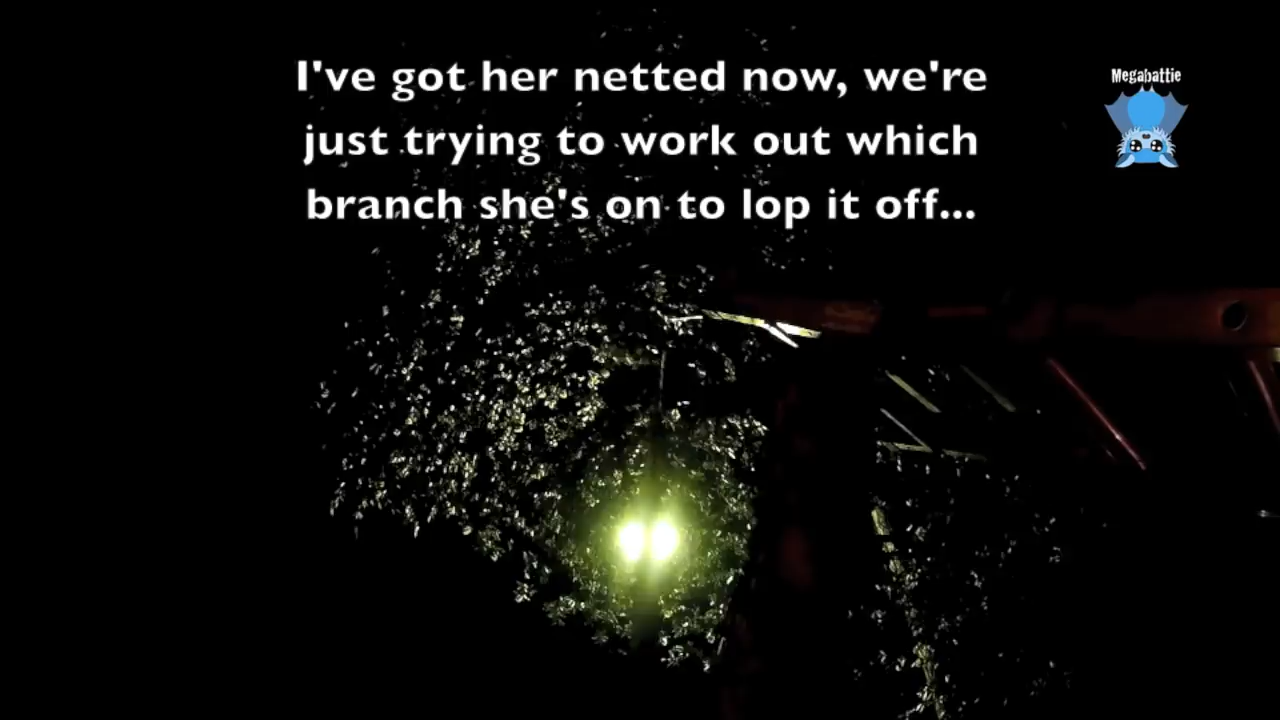 I've got her netted now, we're
just trying to work out which
branch she's on to lop it off...
Megabattie